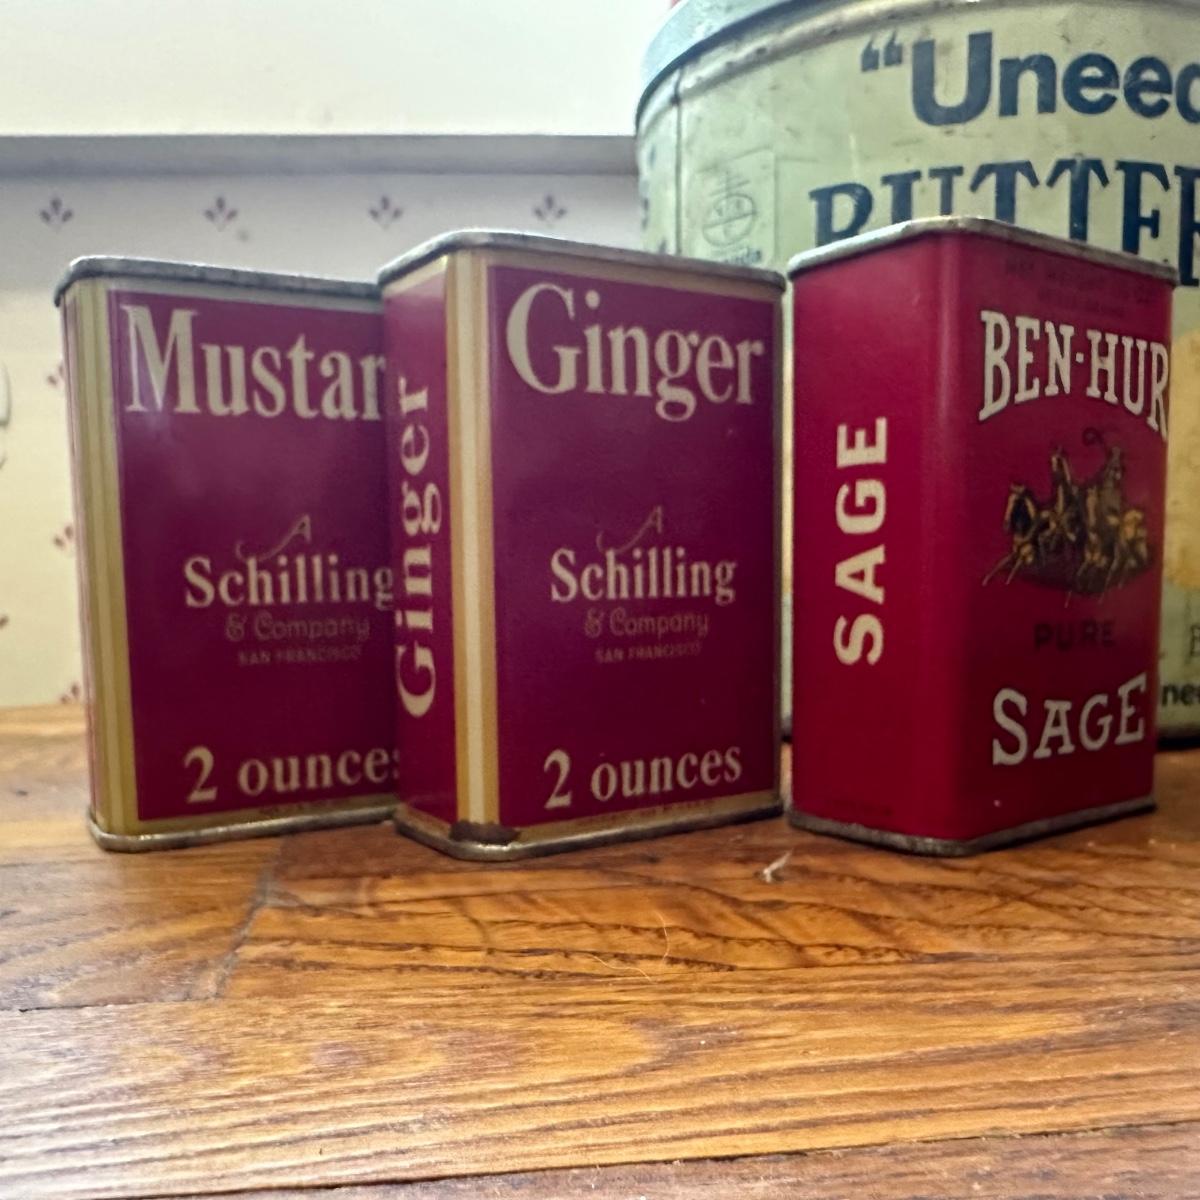 "Uneed
BUTTER
Mustar
A
Schilling
& Company
SAN FRANCISCO
2 ounces
Ginger
Ginger
A
Schilling
& Company
SAN FRANCISCO
2 ounces
SAGE
BEN-HUR
PURE
SAGE